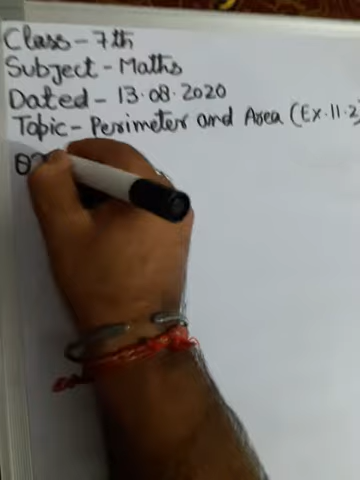 Class - 7th
Subject - Maths
Dated - 13.08.2020
Topic - Perimeter and Area (Ex.11.2